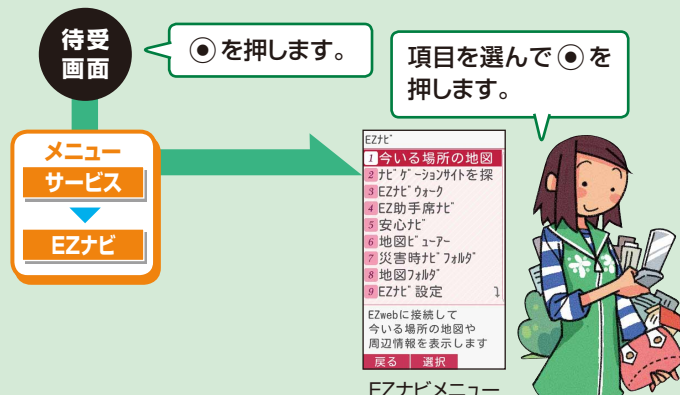 待受
画面
◉を押します。
項目を選んで◉を
押します。
メニュー
サービス
EZナビ
EZﾅﾋﾞ
1 今いる場所の地図
2 ﾅﾋﾞｹﾞｰｼｮﾝｻｲﾄを探
3 EZﾅﾋﾞｳｫｰｸ
4 EZ助手席ﾅﾋﾞ
5 安心ﾅﾋﾞ
6 地図ﾋﾞｭｰｱｰ
7 災害時ﾅﾋﾞﾌｫﾙﾀﾞ
8 地図ﾌｫﾙﾀﾞ
9 EZﾅﾋﾞ設定
EZwebに接続して
今いる場所の地図や
周辺情報を表示します
戻る 選択
EZナビメニュー